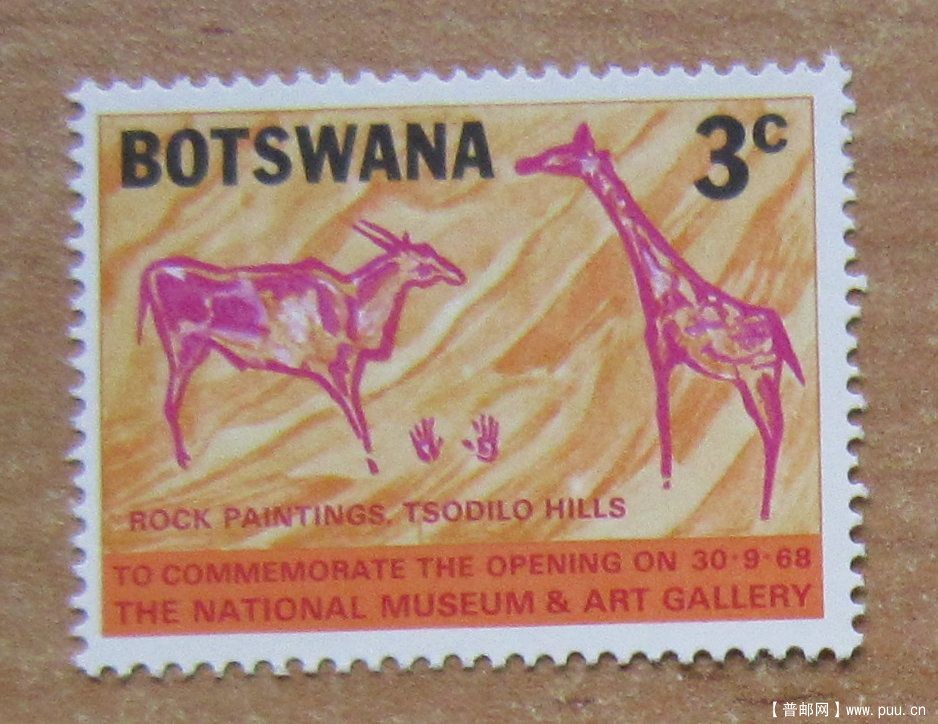 BOTSWANA 3c
ROCK PAINTINGS, TSODILO HILLS
TO COMMEMORATE THE OPENING ON 30·9·68
THE NATIONAL MUSEUM & ART GALLERY
【普邮网】www.puu.cn